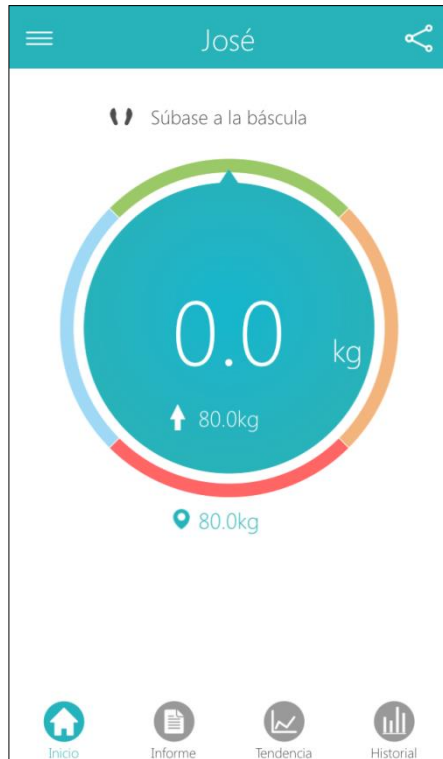 José
Súbase a la báscula
0.0 kg
80.0kg
80.0kg
Inicio Informe Tendencia Historial